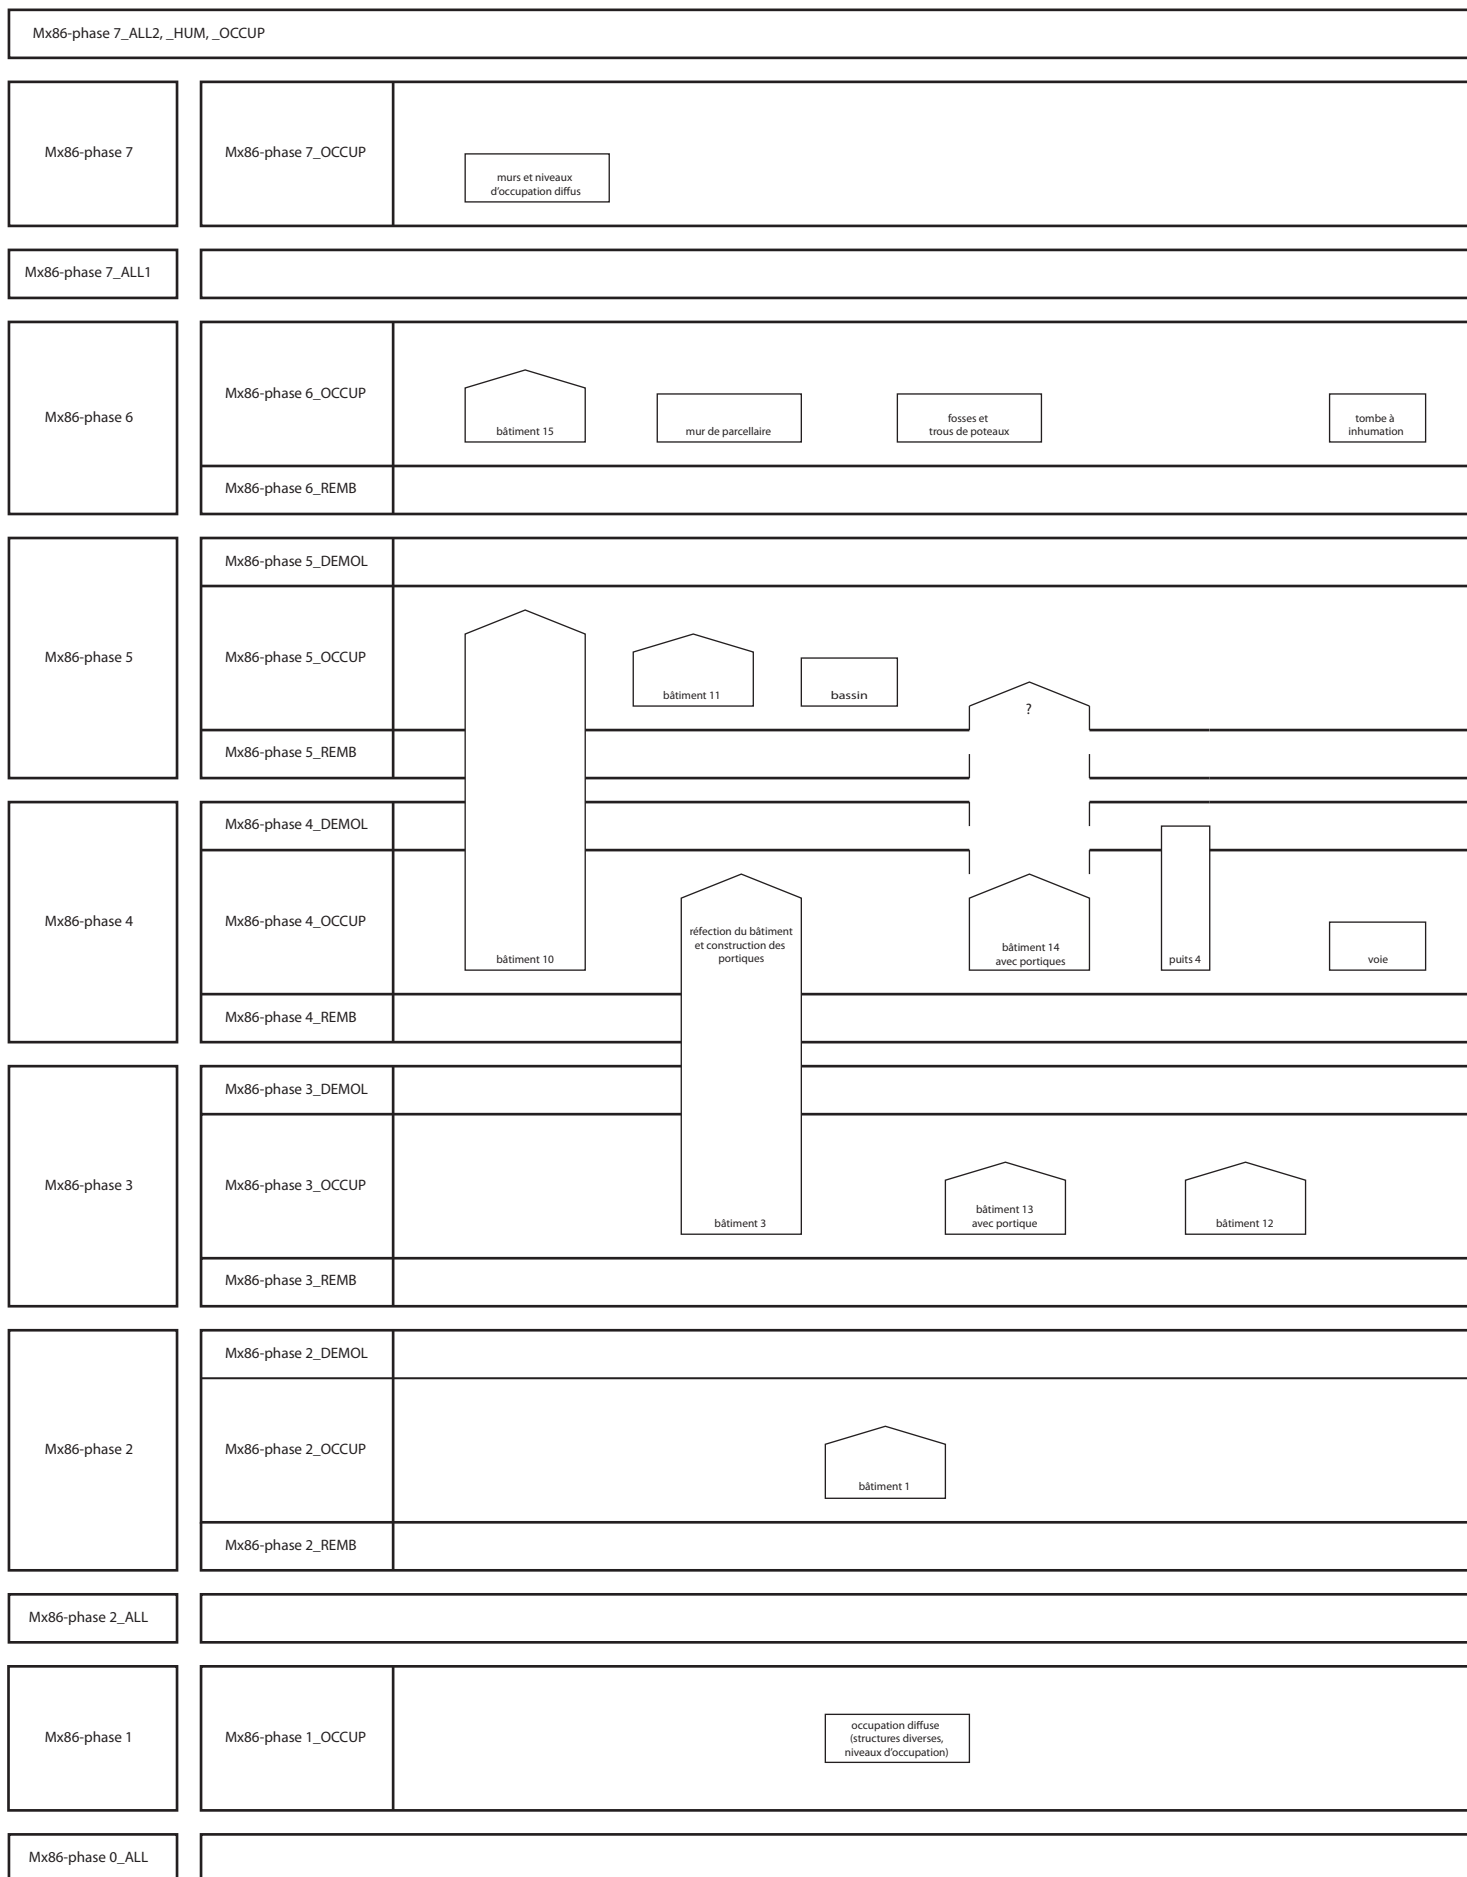 Mx86-phase 7_ALL2, _HUM, _OCCUP
Mx86-phase 7
Mx86-phase 7_OCCUP
murs et niveaux
d'occupation diffus
Mx86-phase 7_ALL1
Mx86-phase 6
Mx86-phase 6_OCCUP
bâtiment 15
mur de parcellaire
fosses et
trous de poteaux
tombe à
inhumation
Mx86-phase 6_REMB
Mx86-phase 5
Mx86-phase 5_DEMOL
Mx86-phase 5_OCCUP
bâtiment 11
bassin
?
Mx86-phase 5_REMB
Mx86-phase 4
Mx86-phase 4_DEMOL
Mx86-phase 4_OCCUP
bâtiment 10
réfection du bâtiment
et construction des
portiques
bâtiment 14
avec portiques
puits 4
voie
Mx86-phase 4_REMB
Mx86-phase 3
Mx86-phase 3_DEMOL
Mx86-phase 3_OCCUP
bâtiment 3
bâtiment 13
avec portique
bâtiment 12
Mx86-phase 3_REMB
Mx86-phase 2
Mx86-phase 2_DEMOL
Mx86-phase 2_OCCUP
bâtiment 1
Mx86-phase 2_REMB
Mx86-phase 2_ALL
Mx86-phase 1
Mx86-phase 1_OCCUP
occupation diffuse
(structures diverses,
niveaux d'occupation)
Mx86-phase 0_ALL